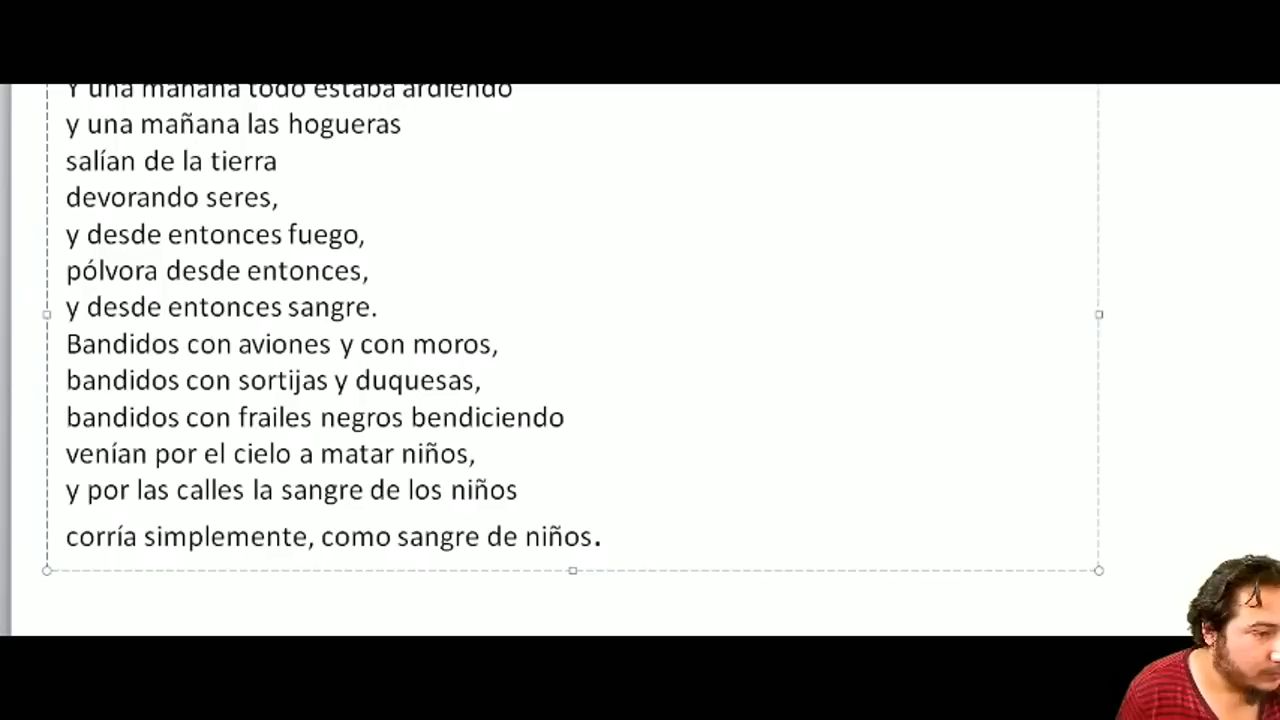 Y una mañana todo estaba ardiendo
y una mañana las hogueras
salían de la tierra
devorando seres,
y desde entonces fuego,
pólvora desde entonces,
y desde entonces sangre.
Bandidos con aviones y con moros,
bandidos con sortijas y duquesas,
bandidos con frailes negros bendiciendo
venían por el cielo a matar niños,
y por las calles la sangre de los niños
corría simplemente, como sangre de niños.